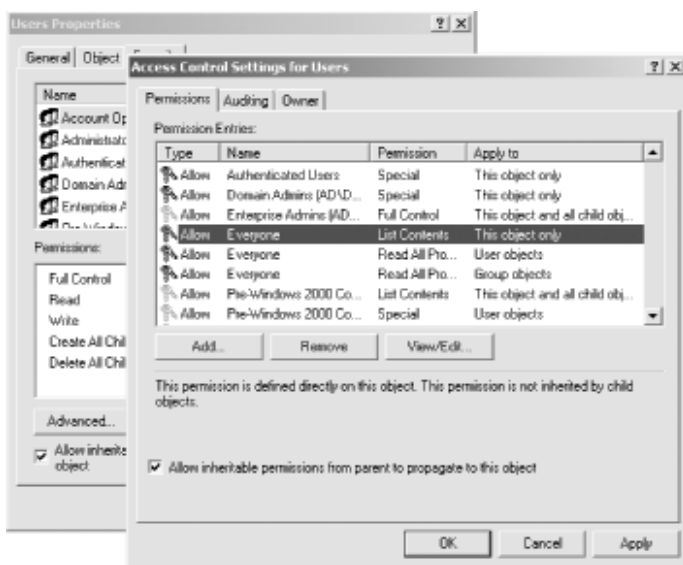 Users Properties
General Object
Name
Account Op
Administrato
Authenticat
Domain Adr
Enterprise A
Permissions:
Full Control
Read
Write
Create All Chil
Delete All Chil
Advanced...
Allow inherita
object
Access Control Settings for Users
Permissions Auditing Owner
Permission Entries:
Type Name Permission Apply to
Allow Authenticated Users Special This object only
Allow Domain Admins (AD\D... Special This object only
Allow Enterprise Admins (AD... Full Control This object and all child obj...
Allow Everyone List Contents This object only
Allow Everyone Read All Pro... User objects
Allow Everyone Read All Pro... Group objects
Allow Pre-Windows 2000 Co... List Contents This object and all child obj...
Allow Pre-Windows 2000 Co... Special User objects
Add... Remove View/Edit...
This permission is defined directly on this object. This permission is not inherited by child
objects.
Allow inheritable permissions from parent to propagate to this object
OK Cancel Apply